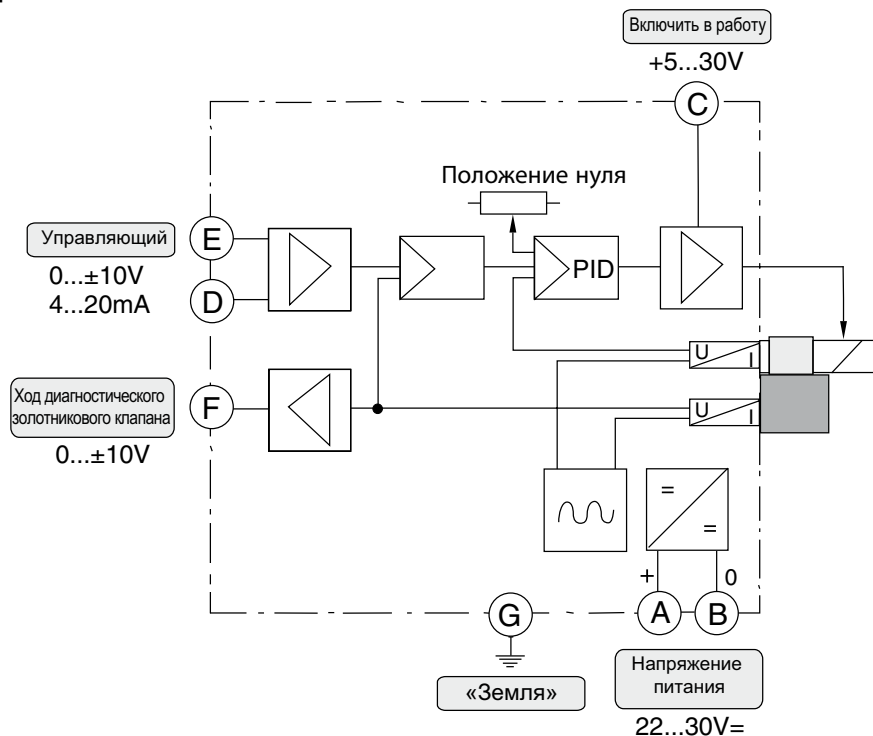 Включить в работу
+5...30V
C
Положение нуля
Управляющий
E
0...±10V
4...20mA
D
PID
U
I
Ход диагностического
золотникового клапана
F
0...±10V
U
I
=
=
+
0
G
A
B
«Земля»
Напряжение
питания
22...30V=